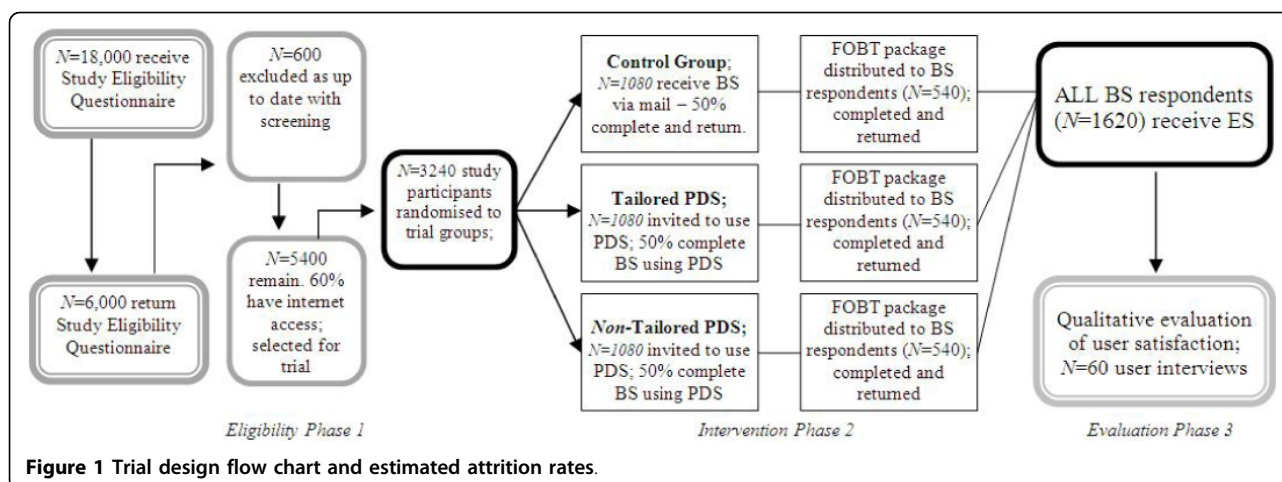 N=18,000 receive
Study Eligibility
Questionnaire
N=6,000 return
Study Eligibility
Questionnaire
N=600
excluded as up
to date with
screening
N=5400
remain. 60%
have internet
access;
selected for
trial
N=3240 study
participants
randomised to
trial groups;
Control Group;
N=1080 receive BS
via mail – 50%
complete and return.
FOBT package
distributed to BS
respondents (N=540);
completed and
returned
Tailored PDS;
N=1080 invited to use
PDS; 50% complete
BS using PDS
FOBT package
distributed to BS
respondents (N=540);
completed and
returned
Non-Tailored PDS;
N=1080 invited to use
PDS; 50% complete
BS using PDS
FOBT package
distributed to BS
respondents (N=540);
completed and
returned
ALL BS respondents
(N=1620) receive ES
Qualitative evaluation
of user satisfaction;
N=60 user interviews
Eligibility Phase 1
Intervention Phase 2
Evaluation Phase 3
Figure 1 Trial design flow chart and estimated attrition rates.